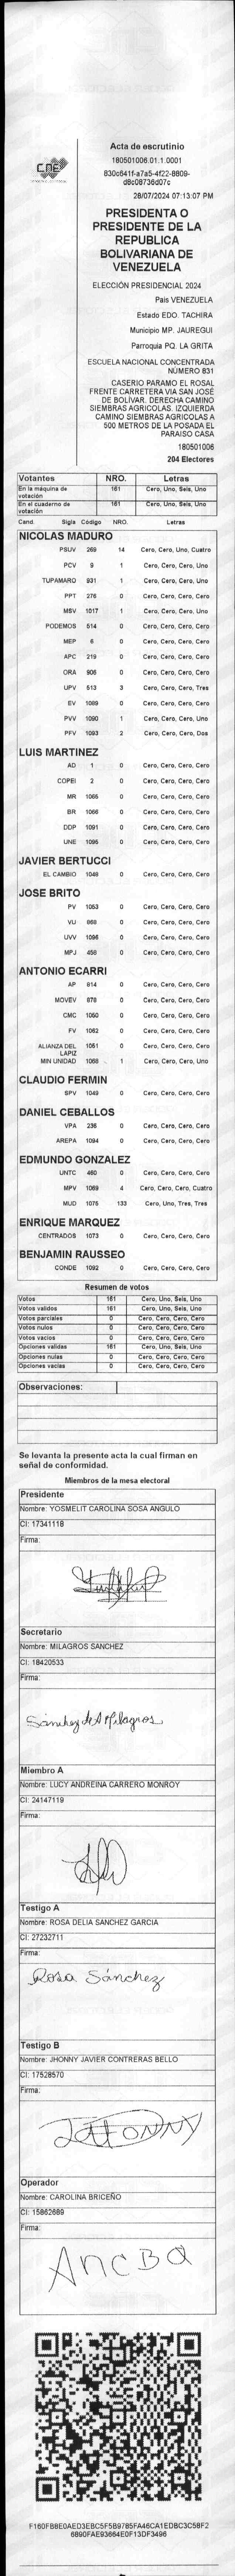 CNE
Acta de escrutinio
180501006.01.1.0001
830c641f-a7a5-4f22-8809-
d8c08736d07c
28/07/2024 07:13:07 PM
PRESIDENTA O
PRESIDENTE DE LA
REPUBLICA
BOLIVARIANA DE
VENEZUELA
ELECCIÓN PRESIDENCIAL 2024
País VENEZUELA
Estado EDO. TACHIRA
Municipio MP. JAUREGUI
Parroquia PQ. LA GRITA
ESCUELA NACIONAL CONCENTRADA
NUMERO 831
CASERIO PARAMO EL ROSAL
FRENTE CARRETERA VIA SAN JOSÉ
DE BOLÍVAR. DERECHA CAMINO
SIEMBRAS AGRICOLAS. IZQUIERDA
CAMINO SIEMBRAS AGRICOLAS A
500 METROS DE LA POSADA EL
PARAISO CASA
180501006
204 Electores
Votantes NRO. Letras
En la maquina de votación 161 Cero, Uno, Seis, Uno
En el cuaderno de votación 161 Cero, Uno, Seis, Uno
Cand. Sigla Código NRO. Letras
NICOLAS MADURO
PSUV 269 14 Cero, Cero, Uno, Cuatro
PCV 9 1 Cero, Cero, Cero, Uno
TUPAMARO 931 1 Cero, Cero, Cero, Uno
PPT 276 0 Cero, Cero, Cero, Cero
MSV 1017 1 Cero, Cero, Cero, Uno
PODEMOS 514 0 Cero, Cero, Cero, Cero
MEP 6 0 Cero, Cero, Cero, Cero
APC 219 0 Cero, Cero, Cero, Cero
ORA 906 0 Cero, Cero, Cero, Cero
UPV 513 3 Cero, Cero, Cero, Tres
EV 1089 0 Cero, Cero, Cero, Cero
PVV 1090 1 Cero, Cero, Cero, Uno
PFV 1093 2 Cero, Cero, Cero, Dos
LUIS MARTINEZ
AD 1 0 Cero, Cero, Cero, Cero
COPEI 2 0 Cero, Cero, Cero, Cero
MR 1065 0 Cero, Cero, Cero, Cero
BR 1066 0 Cero, Cero, Cero, Cero
DDP 1091 0 Cero, Cero, Cero, Cero
UNE 1095 0 Cero, Cero, Cero, Cero
JAVIER BERTUCCI
EL CAMBIO 1048 0 Cero, Cero, Cero, Cero
JOSE BRITO
PV 1053 0 Cero, Cero, Cero, Cero
VU 868 0 Cero, Cero, Cero, Cero
UVV 1096 0 Cero, Cero, Cero, Cero
MPJ 458 0 Cero, Cero, Cero, Cero
ANTONIO ECARRI
AP 814 0 Cero, Cero, Cero, Cero
MOVEV 878 0 Cero, Cero, Cero, Cero
CMC 1050 0 Cero, Cero, Cero, Cero
FV 1062 0 Cero, Cero, Cero, Cero
ALIANZA DEL LAPIZ 1051 0 Cero, Cero, Cero, Cero
MIN UNIDAD 1068 1 Cero, Cero, Cero, Uno
CLAUDIO FERMIN
SPV 1049 0 Cero, Cero, Cero, Cero
DANIEL CEBALLOS
VPA 236 0 Cero, Cero, Cero, Cero
AREPA 1094 0 Cero, Cero, Cero, Cero
EDMUNDO GONZALEZ
UNTC 460 0 Cero, Cero, Cero, Cero
MPV 1069 4 Cero, Cero, Cero, Cuatro
MUD 1075 133 Cero, Uno, Tres, Tres
ENRIQUE MARQUEZ
CENTRADOS 1073 0 Cero, Cero, Cero, Cero
BENJAMIN RAUSSEO
CONDE 1092 0 Cero, Cero, Cero, Cero
Resumen de votos
Votos 161 Cero, Uno, Seis, Uno
Votos validos 161 Cero, Uno, Seis, Uno
Votos parciales 0 Cero, Cero, Cero, Cero
Votos nulos 0 Cero, Cero, Cero, Cero
Votos vacios 0 Cero, Cero, Cero, Cero
Opciones validas 161 Cero, Uno, Seis, Uno
Opciones nulas 0 Cero, Cero, Cero, Cero
Opciones vacias 0 Cero, Cero, Cero, Cero
Observaciones:
Se levanta la presente acta la cual firman en
señal de conformidad.
Miembros de la mesa electoral
Presidente
Nombre: YOSMELIT CAROLINA SOSA ANGULO
CI: 17341118
Firma:
Secretario
Nombre: MILAGROS SANCHEZ
CI: 18420533
Firma:
Sánchez de A Milagros
Miembro A
Nombre: LUCY ANDREINA CARRERO MONROY
CI: 24147119
Firma:
Testigo A
Nombre: ROSA DELIA SANCHEZ GARCIA
CI: 27232711
Firma:
Rosa Sánchez
Testigo B
Nombre: JHONNY JAVIER CONTRERAS BELLO
CI: 17528570
Firma:
JHONNY
Operador
Nombre: CAROLINA BRICEÑO
CI: 15862689
Firma:
AnCBQ
F160FB8E0AED3EBC5F5B9785FA46CA1EDBC3C58F2
6890FAE93664E0F13DF3496